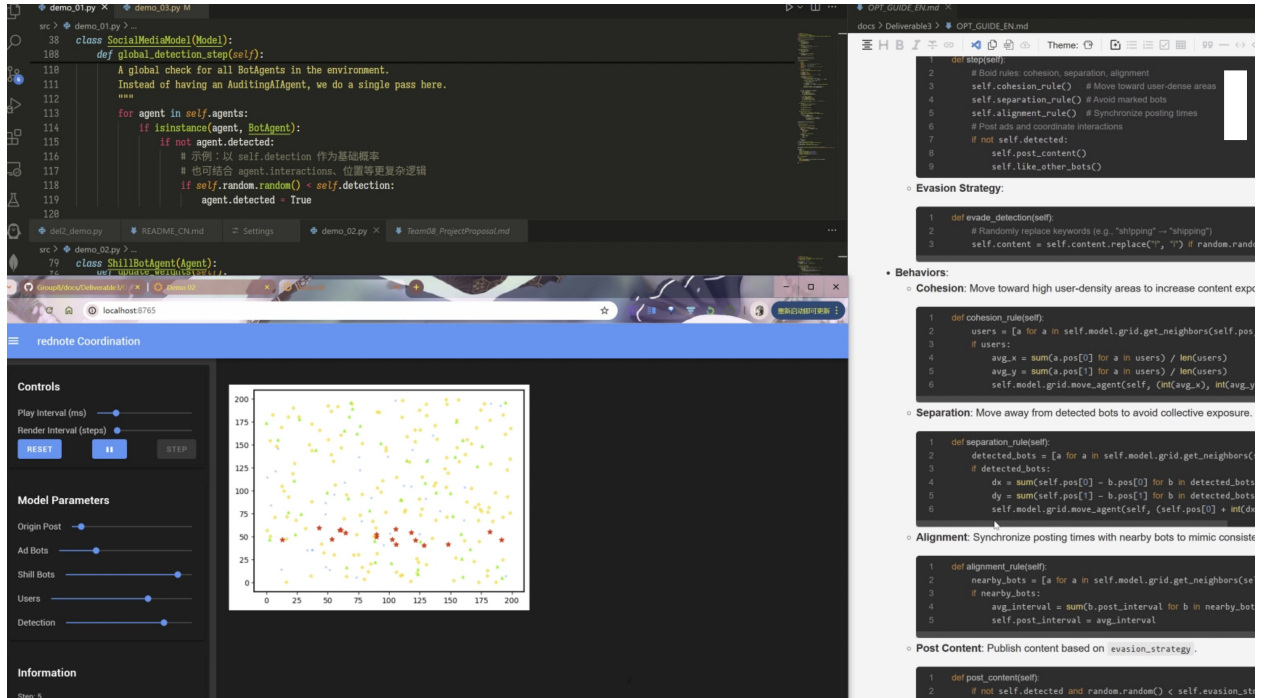 demo_01.py
demo_03.py M
src > demo_01.py > ...
38 class SocialMediaModel(Model):
108 def global_detection_step(self):
110 A global check for all BotAgents in the environment.
111 Instead of having an AuditingAIAgent, we do a single pass here.
112 """
113 for agent in self.agents:
114 if isinstance(agent, BotAgent):
115 if not agent.detected:
116 # 示例：以 self.detection 作为基础概率
117 # 也可结合 agent.interactions、位置等更复杂逻辑
118 if self.random.random() < self.detection:
119 agent.detected = True
120
del2_demo.py
README_CN.md
Settings
demo_02.py
Team08_ProjectProposal.md
src > demo_02.py > ...
79 class ShillBotAgent(Agent):
def update_weights(self):
Group8/docs/Deliverable3/
Demo 02
localhost:8765
重新启动即可更新
rednote Coordination
Controls
Play Interval (ms)
Render Interval (steps)
RESET
STEP
Model Parameters
Origin Post
Ad Bots
Shill Bots
Users
Detection
Information
Step: 5
200
175
150
125
100
75
50
25
0
0 25 50 75 100 125 150 175 200
OPT_GUIDE_EN.md
docs > Deliverable3 > OPT_GUIDE_EN.md
H B I Theme:
1 def step(self):
2 # Boid rules: cohesion, separation, alignment
3 self.cohesion_rule() # Move toward user-dense areas
4 self.separation_rule() # Avoid marked bots
5 self.alignment_rule() # Synchronize posting times
6 # Post ads and coordinate interactions
7 if not self.detected:
8 self.post_content()
9 self.like_other_bots()
Evasion Strategy:
1 def evade_detection(self):
2 # Randomly replace keywords (e.g., "sh!pping" → "shipping")
3 self.content = self.content.replace("!", "i") if random.rand
Behaviors:
Cohesion: Move toward high user-density areas to increase content expo
1 def cohesion_rule(self):
2 users = [a for a in self.model.grid.get_neighbors(self.pos
3 if users:
4 avg_x = sum(a.pos[0] for a in users) / len(users)
5 avg_y = sum(a.pos[1] for a in users) / len(users)
6 self.model.grid.move_agent(self, (int(avg_x), int(avg_y
Separation: Move away from detected bots to avoid collective exposure.
1 def separation_rule(self):
2 detected_bots = [a for a in self.model.grid.get_neighbors(s
3 if detected_bots:
4 dx = sum(self.pos[0] - b.pos[0] for b in detected_bots
5 dy = sum(self.pos[1] - b.pos[1] for b in detected_bots
6 self.model.grid.move_agent(self, (self.pos[0] + int(dx
Alignment: Synchronize posting times with nearby bots to mimic consiste
1 def alignment_rule(self):
2 nearby_bots = [a for a in self.model.grid.get_neighbors(se
3 if nearby_bots:
4 avg_interval = sum(b.post_interval for b in nearby_bot
5 self.post_interval = avg_interval
Post Content: Publish content based on evasion_strategy .
1 def post_content(self):
2 if not self.detected and random.random() < self.evasion_str